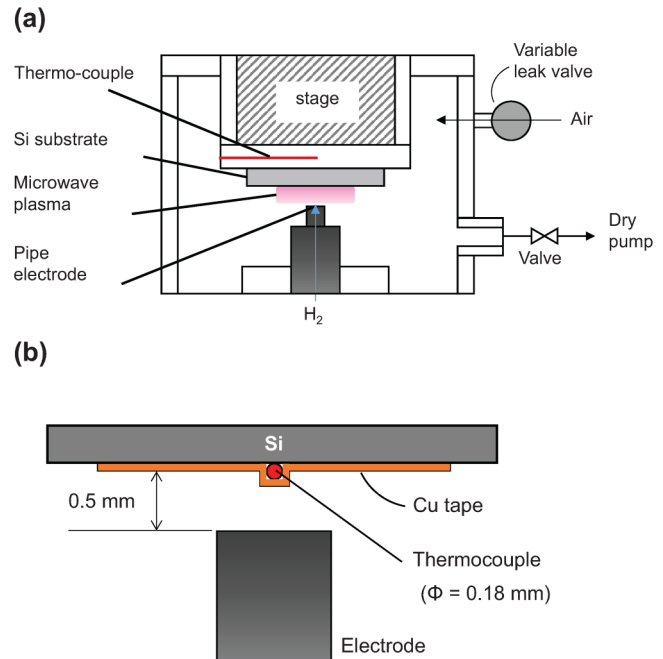 (a)
Thermo-couple
Si substrate
Microwave
plasma
Pipe
electrode
stage
Variable
leak valve
Air
Dry
pump
Valve
H₂
(b)
Si
0.5 mm
Cu tape
Thermocouple
(Φ = 0.18 mm)
Electrode